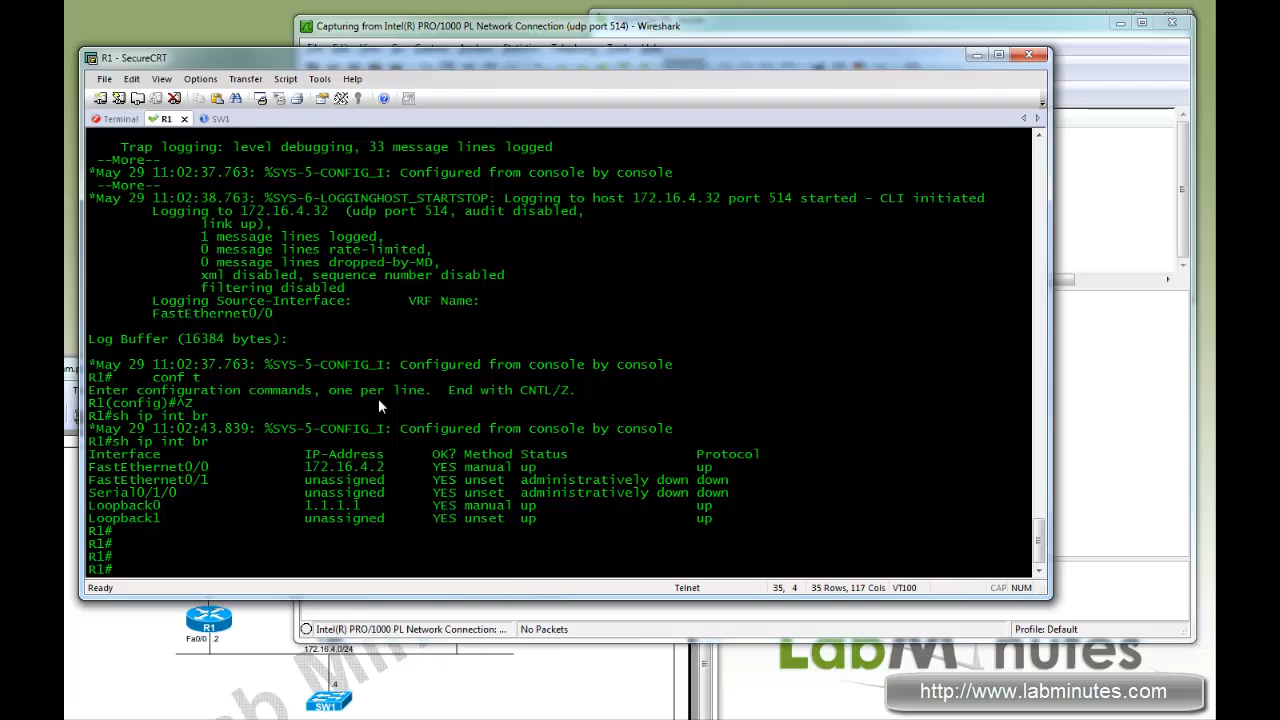 Capturing from Intel(R) PRO/1000 PL Network Connection (udp port 514) - Wireshark
R1 - SecureCRT
File Edit View Options Transfer Script Tools Help
Terminal R1 SW1
Trap logging: level debugging, 33 message lines logged
--More--
*May 29 11:02:37.763: %SYS-5-CONFIG_I: Configured from console by console
--More--
*May 29 11:02:38.763: %SYS-6-LOGGINGHOST_STARTSTOP: Logging to host 172.16.4.32 port 514 started - CLI initiated
Logging to 172.16.4.32 (udp port 514, audit disabled,
link up),
1 message lines logged,
0 message lines rate-limited,
0 message lines dropped-by-MD,
xml disabled, sequence number disabled
filtering disabled
Logging Source-Interface: VRF Name:
FastEthernet0/0
Log Buffer (16384 bytes):
*May 29 11:02:37.763: %SYS-5-CONFIG_I: Configured from console by console
R1# conf t
Enter configuration commands, one per line. End with CNTL/Z.
R1(config)#^Z
R1#sh ip int br
*May 29 11:02:43.839: %SYS-5-CONFIG_I: Configured from console by console
R1#sh ip int br
Interface IP-Address OK? Method Status Protocol
FastEthernet0/0 172.16.4.2 YES manual up up
FastEthernet0/1 unassigned YES unset administratively down down
Serial0/1/0 unassigned YES unset administratively down down
Loopback0 1.1.1.1 YES manual up up
Loopback1 unassigned YES unset up up
R1#
R1#
R1#
R1#
Ready Telnet 35, 4 35 Rows, 117 Cols VT100 CAP NUM
Intel(R) PRO/1000 PL Network Connection: ... No Packets Profile: Default
R1
Fa0/0 .2
172.16.4.0/24
.4
SW1
Lab Min
LabMinutes
http://www.labminutes.com